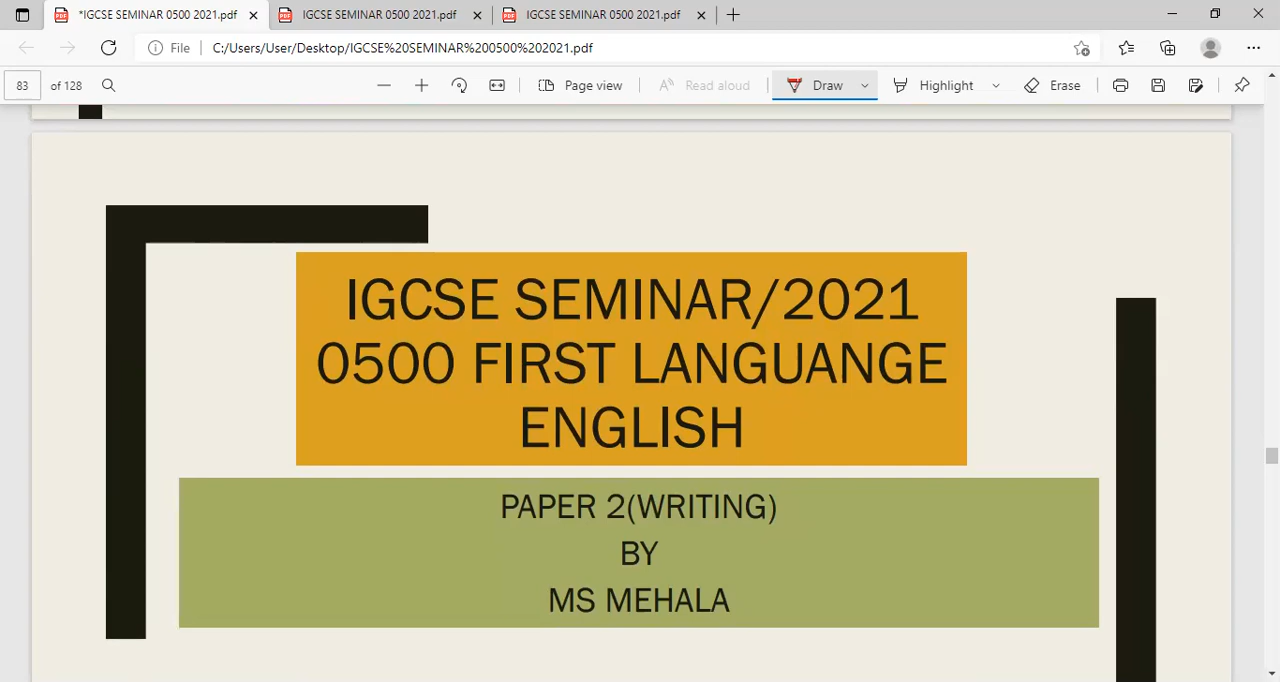 *IGCSE SEMINAR 0500 2021.pdf
IGCSE SEMINAR 0500 2021.pdf
IGCSE SEMINAR 0500 2021.pdf
File
C:/Users/User/Desktop/IGCSE%20SEMINAR%200500%202021.pdf
83 of 128
Page view
Read aloud
Draw
Highlight
Erase
IGCSE SEMINAR/2021
0500 FIRST LANGUANGE
ENGLISH
PAPER 2(WRITING)
BY
MS MEHALA